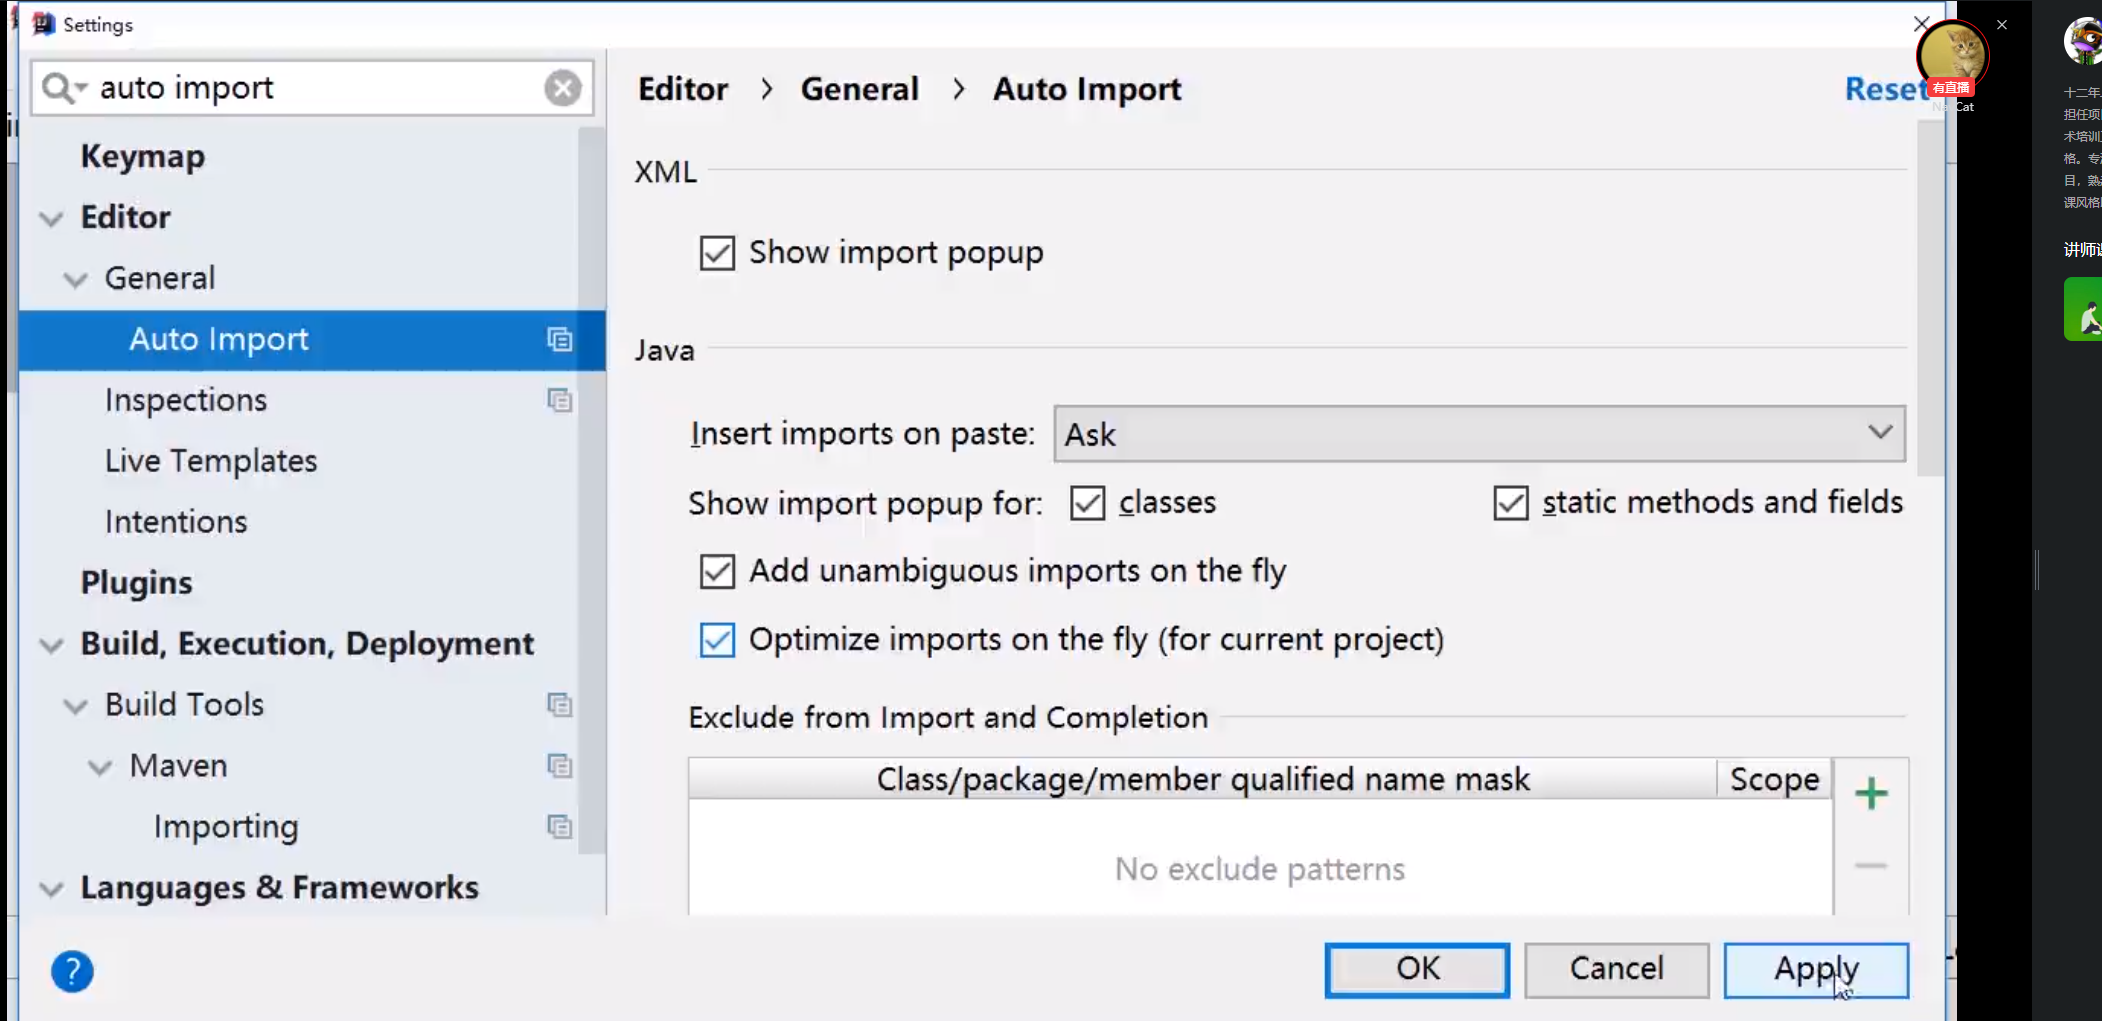 Settings
auto import
Keymap
Editor
General
Auto Import
Inspections
Live Templates
Intentions
Plugins
Build, Execution, Deployment
Build Tools
Maven
Importing
Languages & Frameworks
Editor > General > Auto Import
Reset
XML
Show import popup
Java
Insert imports on paste: Ask
Show import popup for: classes static methods and fields
Add unambiguous imports on the fly
Optimize imports on the fly (for current project)
Exclude from Import and Completion
Class/package/member qualified name mask Scope
No exclude patterns
? OK Cancel Apply
有直播
Cat
十二年
担任项
术培训
格。专
目，熟
课风格
讲师